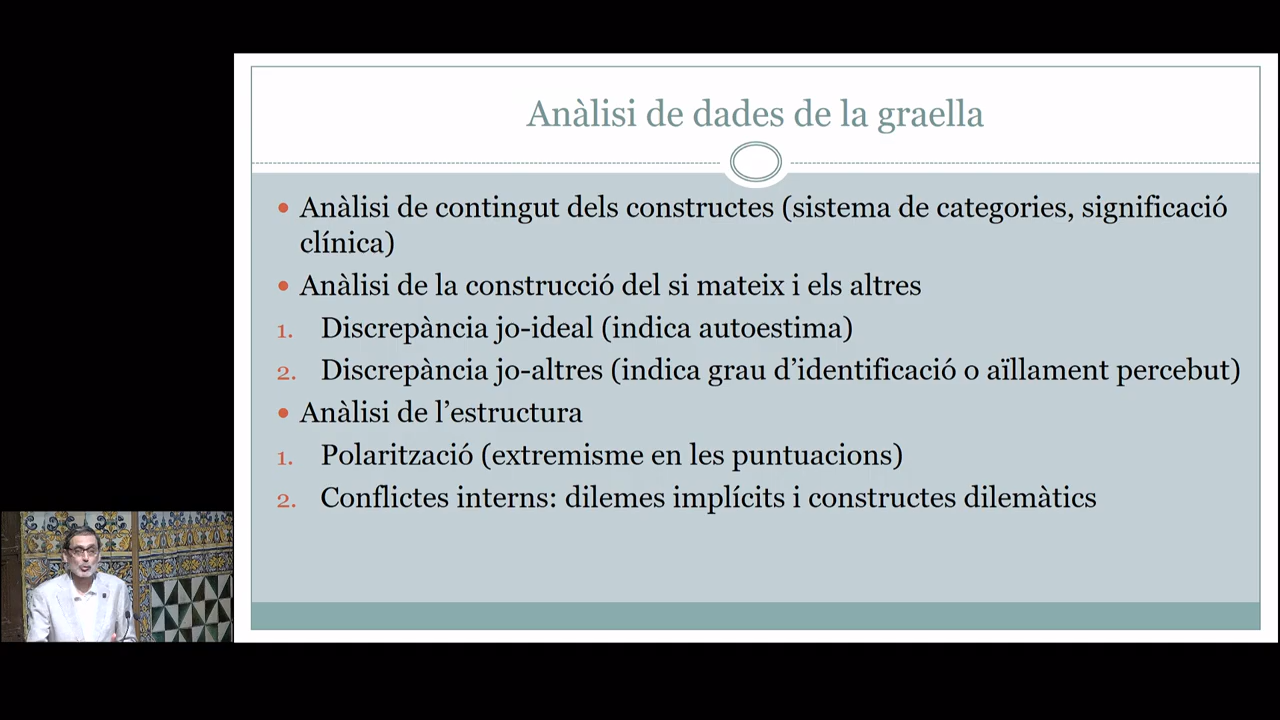 Anàlisi de dades de la graella
• Anàlisi de contingut dels constructes (sistema de categories, significació
clínica)
• Anàlisi de la construcció del si mateix i els altres
1. Discrepància jo-ideal (indica autoestima)
2. Discrepància jo-altres (indica grau d’identificació o aïllament percebut)
• Anàlisi de l’estructura
1. Polarització (extremisme en les puntuacions)
2. Conflictes interns: dilemes implícits i constructes dilemàtics